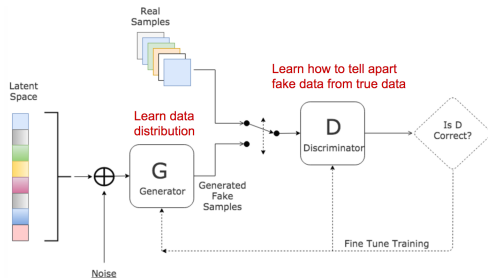 Real
Samples
Latent
Space
Learn data
distribution
Learn how to tell apart
fake data from true data
G
Generator
Generated
Fake
Samples
D
Discriminator
Is D
Correct?
Fine Tune Training
Noise